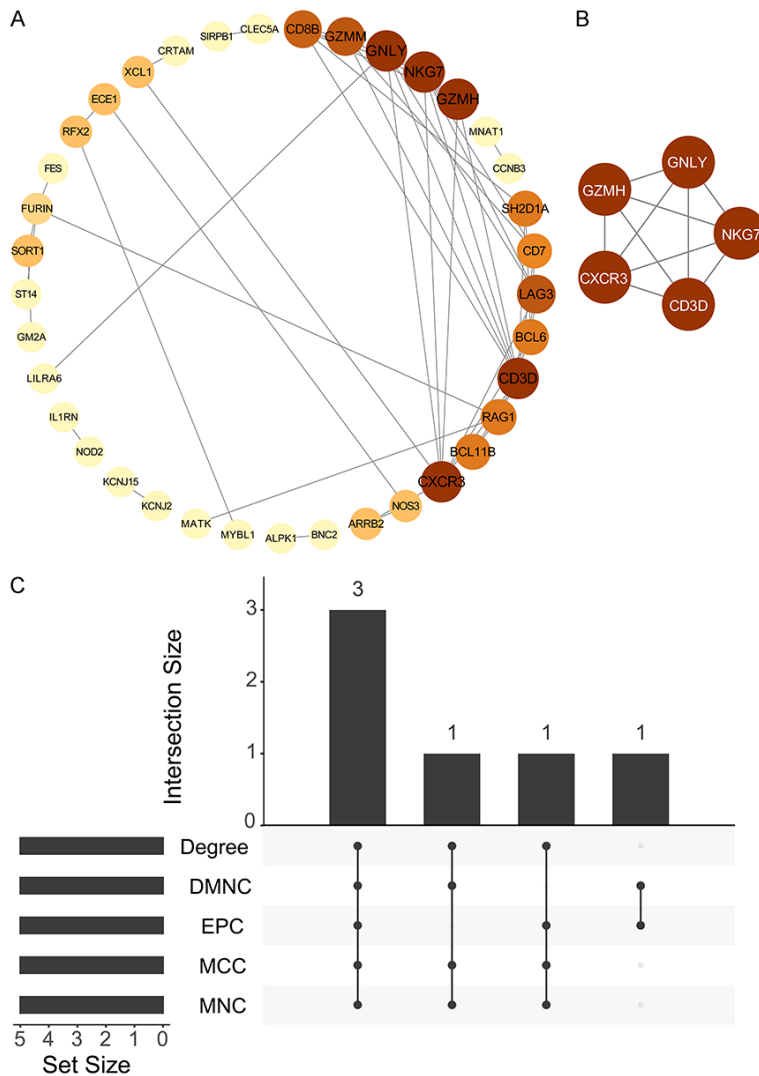 A
CD8B
GZMM
GNLY
NKG7
GZMH
MNAT1
CCNB3
SH2D1A
CD7
LAG3
BCL6
CD3D
RAG1
BCL11B
CXCR3
NOS3
ARRB2
BNC2
ALPK1
MYBL1
MATK
KCNJ2
KCNJ15
NOD2
IL1RN
LILRA6
GM2A
ST14
SORT1
FURIN
FES
RFX2
ECE1
XCL1
CRTAM
SIRPB1
CLEC5A
B
GNLY
GZMH
NKG7
CXCR3
CD3D
C
Intersection Size
3
2
1
0
3
1
1
1
Degree
DMNC
EPC
MCC
MNC
5 4 3 2 1 0
Set Size